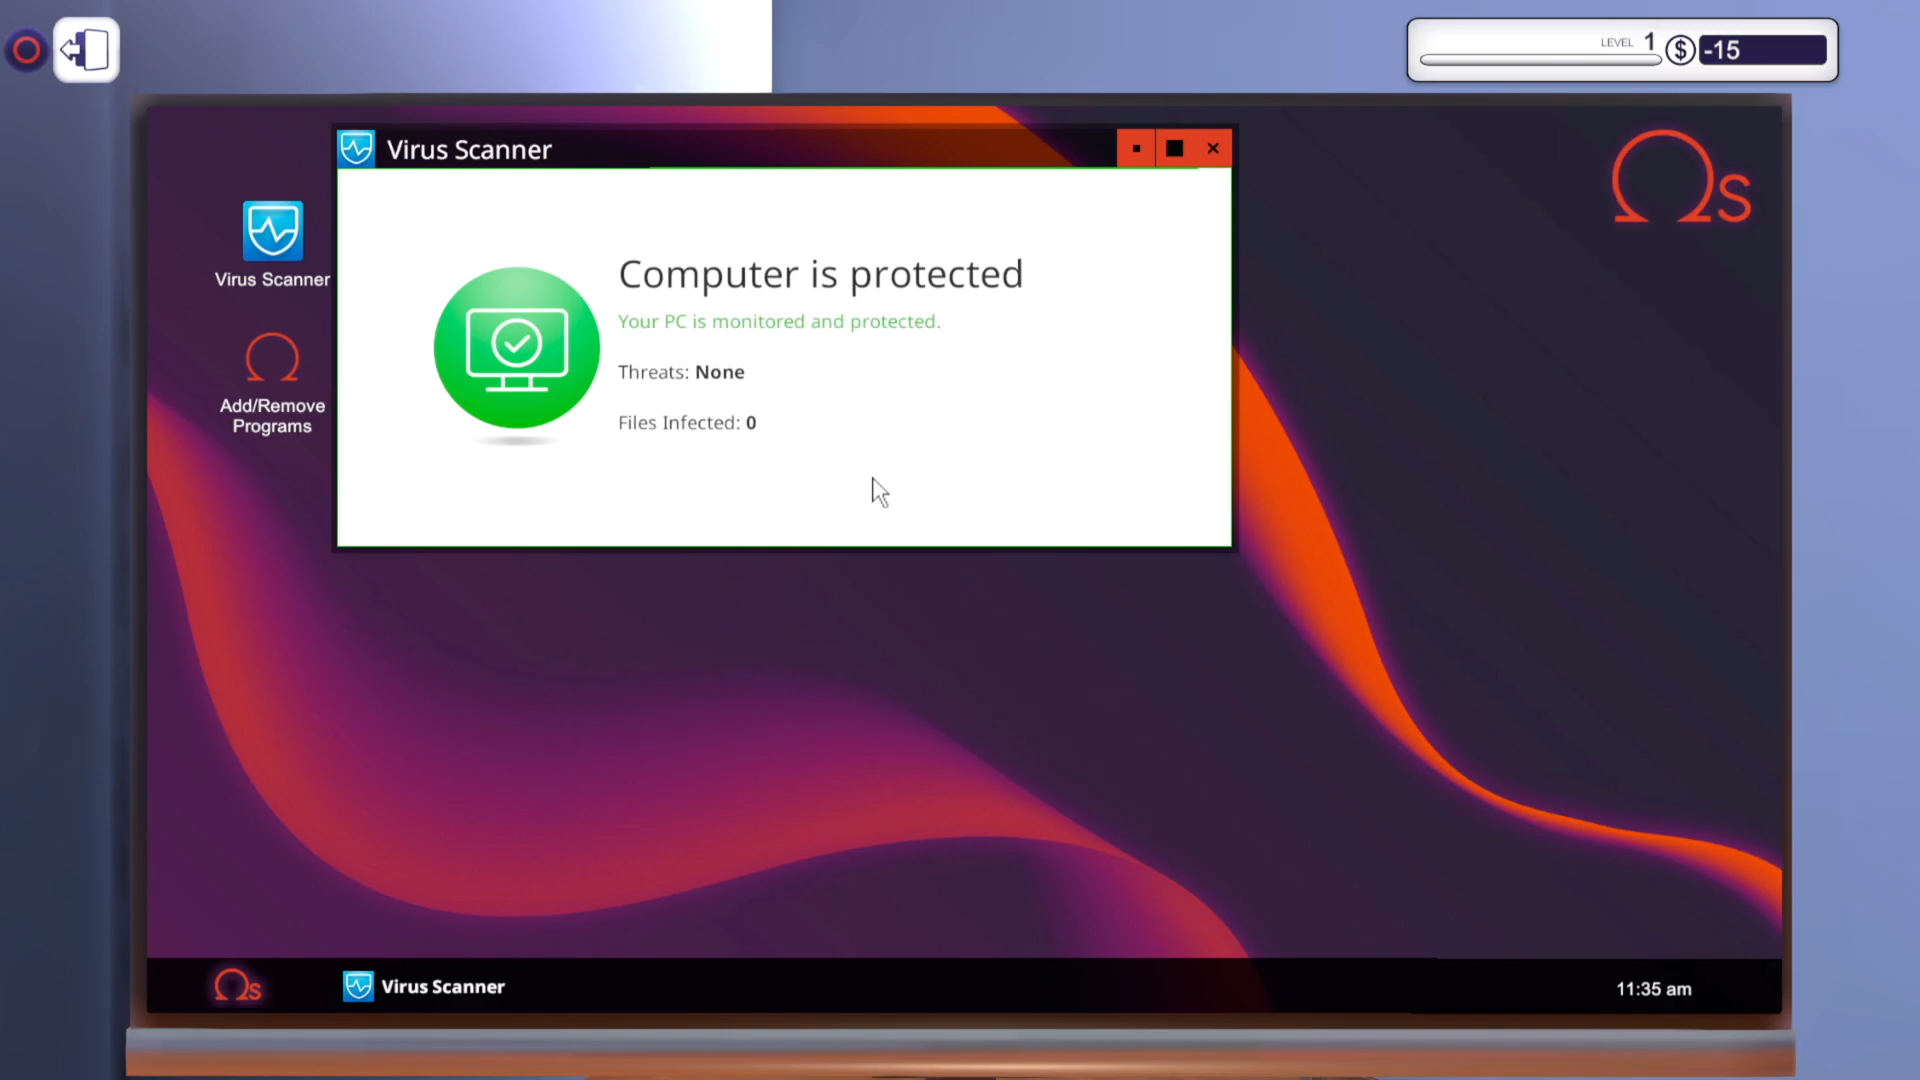 LEVEL 1 $ -15
Virus Scanner
Ωs
Virus Scanner
Computer is protected
Your PC is monitored and protected.
Threats: None
Files Infected: 0
Add/Remove
Programs
Ωs
Virus Scanner
11:35 am